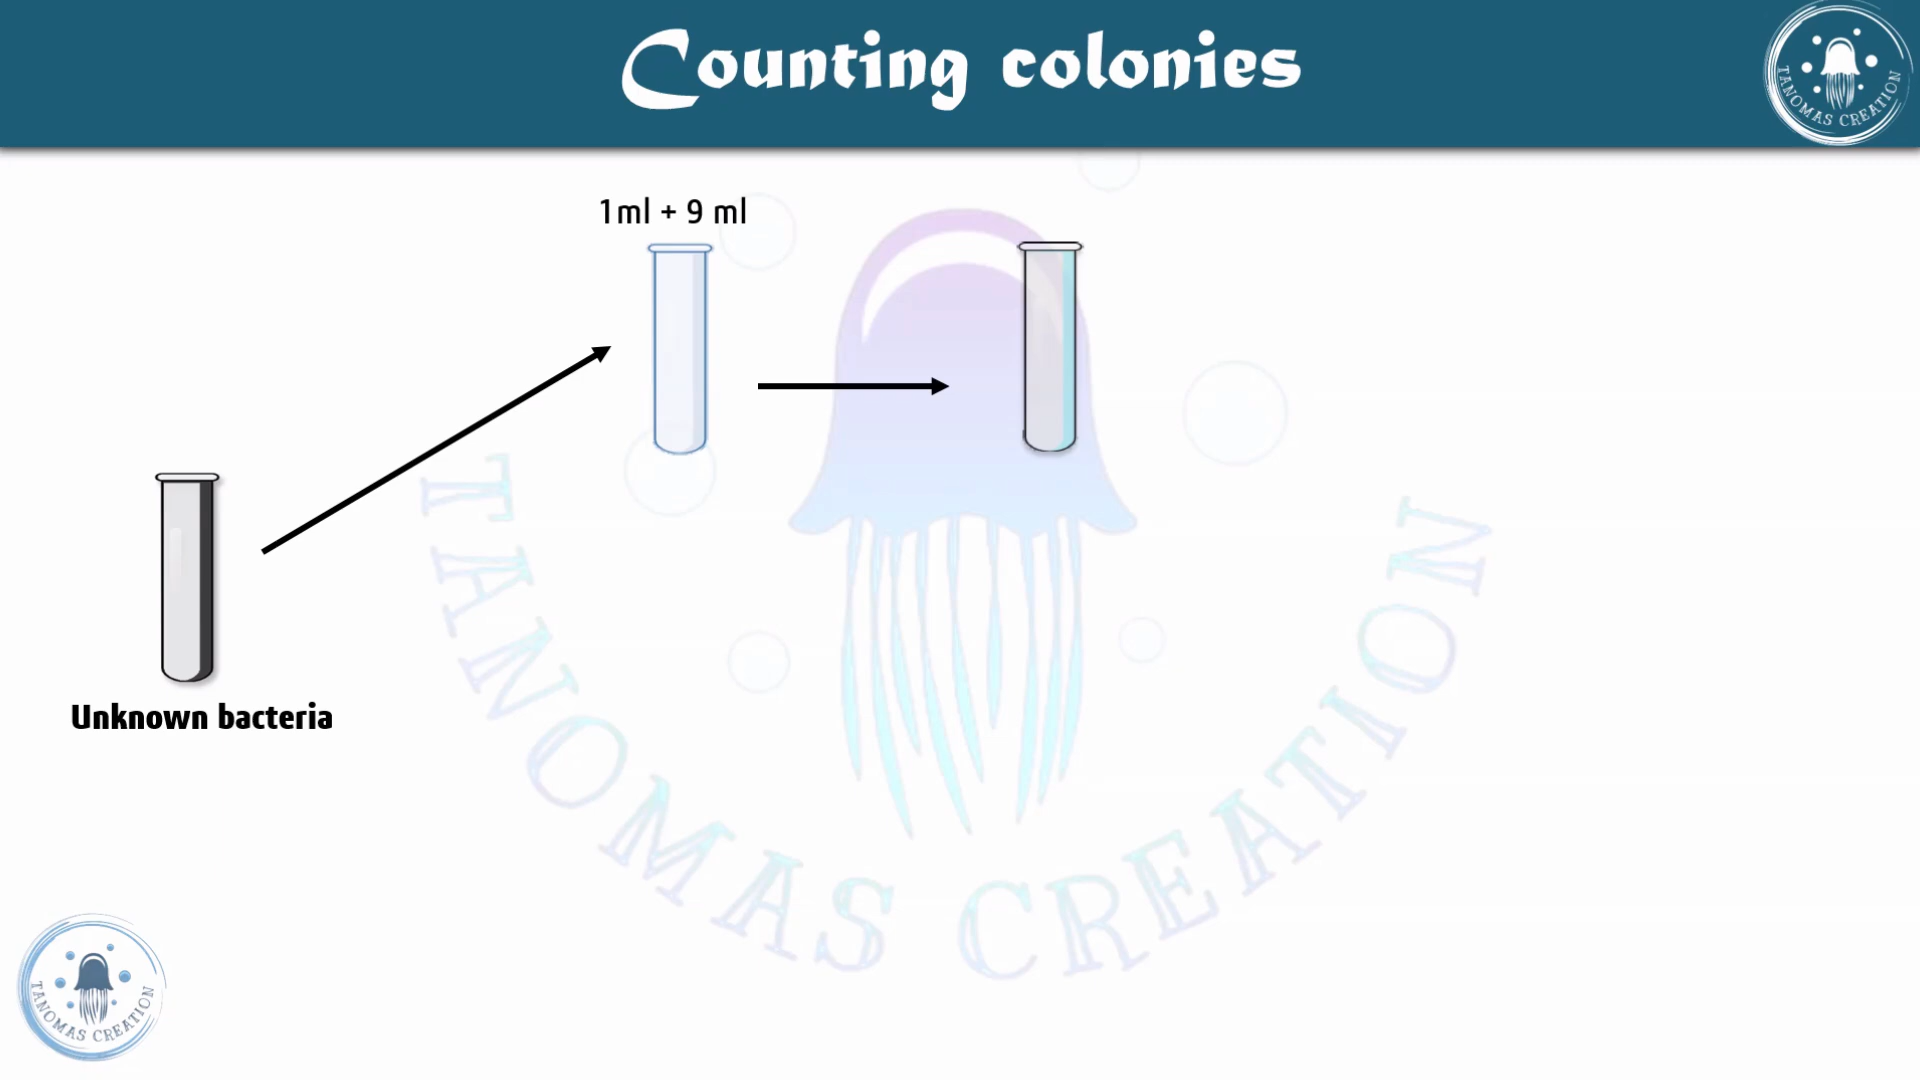 Counting colonies
TANOMAS CREATION
1ml + 9 ml
Unknown bacteria
TANOMAS CREATION
TANOMAS CREATION